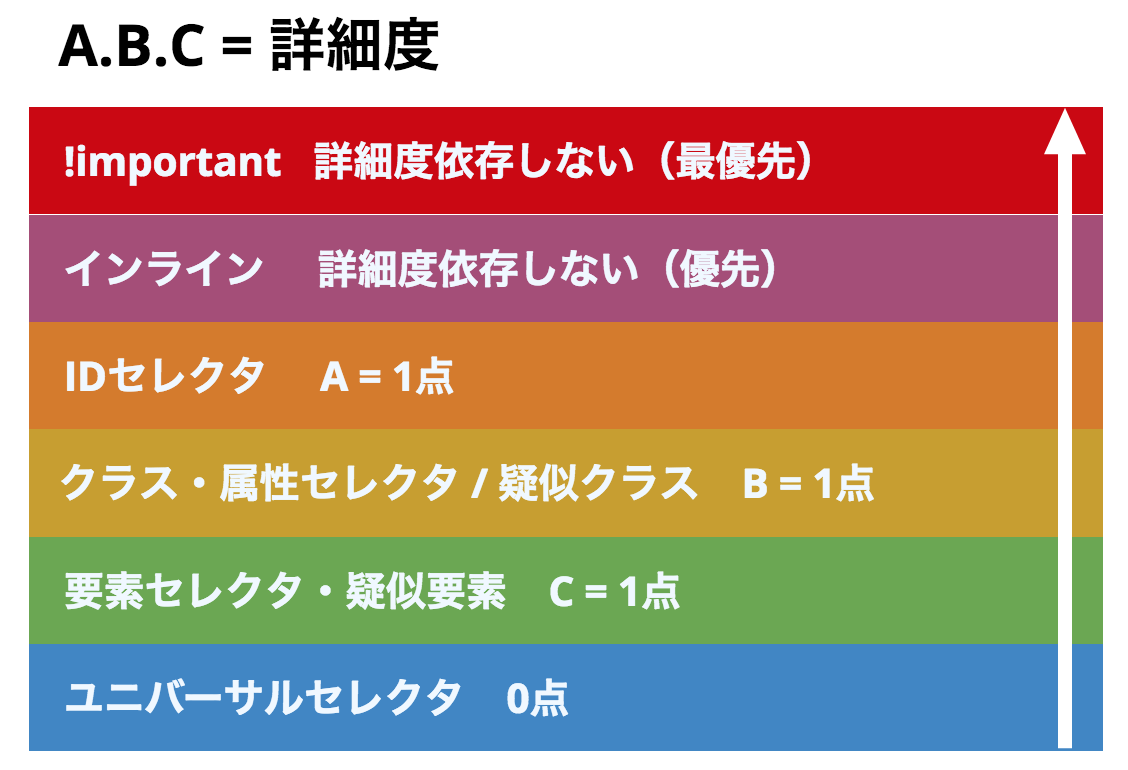 A.B.C = 詳細度
!important 詳細度依存しない（最優先）
インライン 詳細度依存しない（優先）
IDセレクタ A = 1点
クラス・属性セレクタ / 疑似クラス B = 1点
要素セレクタ・疑似要素 C = 1点
ユニバーサルセレクタ 0点